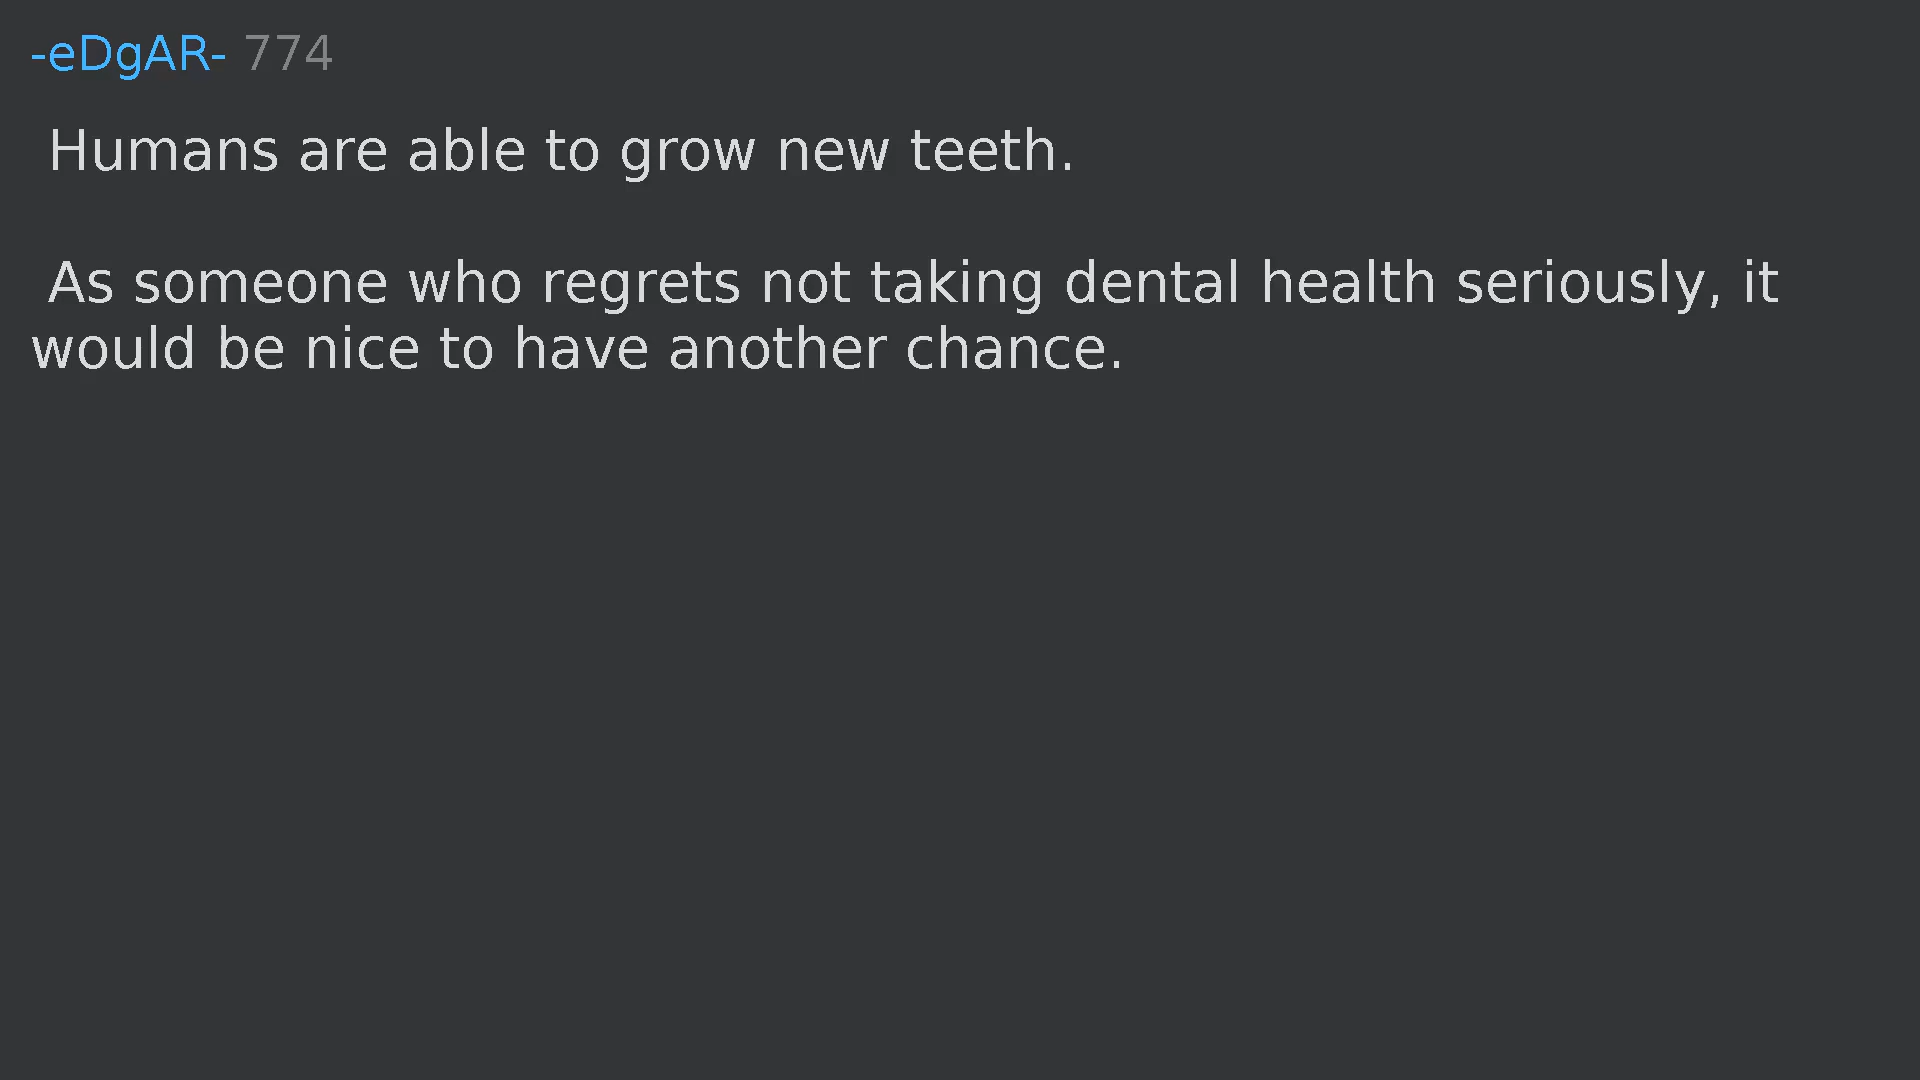 -eDgAR- 774
Humans are able to grow new teeth.
As someone who regrets not taking dental health seriously, it
would be nice to have another chance.